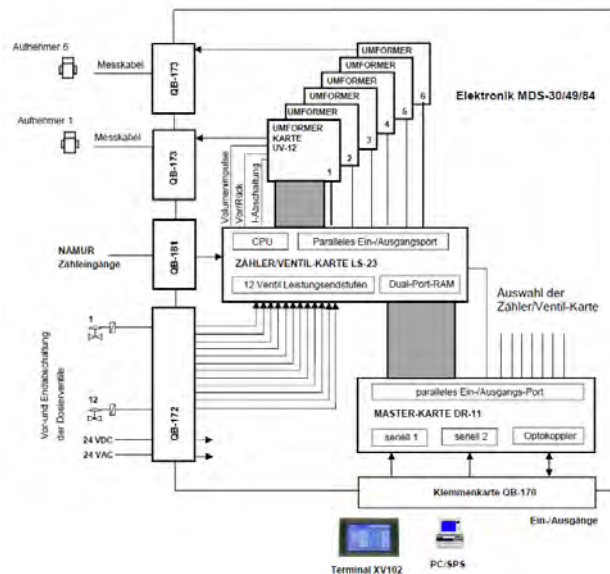 Aufnehmer 6
Messkabel
QB-173
UMFORMER
UMFORMER
UMFORMER
UMFORMER
UMFORMER
6
5
4
3
2
Elektronik MDS-30/49/84
Aufnehmer 1
Messkabel
QB-173
UMFORMER
KARTE
UV-12
1
Volumenimpulse
Vor/Rück
I-Abschaltung
NAMUR
Zähleingänge
QB-181
CPU
Paralleles Ein-/Ausgangsport
ZÄHLER/VENTIL-KARTE LS-23
12 Ventil Leistungsendstufen
Dual-Port-RAM
Auswahl der
Zähler/Ventil-Karte
Vor-und Endabschaltung
der Dosierventile
1
12
24 VDC
24 VAC
QB-172
paralleles Ein-/Ausgangs-Port
MASTER-KARTE DR-11
seriell 1
seriell 2
Optokoppler
Klemmenkarte QB-170
Ein-/Ausgänge
Terminal XV102
PC/SPS